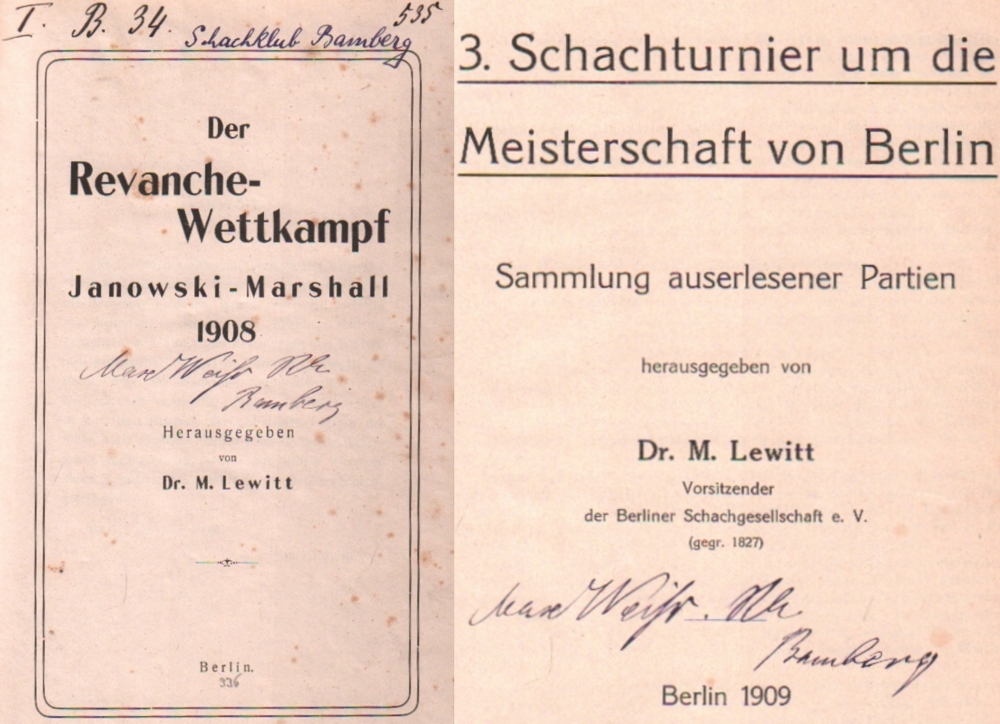 I. B. 34. 535
Schachklub Bamberg
Der
Revanche-
Wettkampf
Janowski-Marshall
1908
Max Weiß
Bamberg
Herausgegeben
von
Dr. M. Lewitt
Berlin.
336
3. Schachturnier um die
Meisterschaft von Berlin
Sammlung auserlesener Partien
herausgegeben von
Dr. M. Lewitt
Vorsitzender
der Berliner Schachgesellschaft e. V.
(gegr. 1827)
Max Weiß.
Bamberg
Berlin 1909